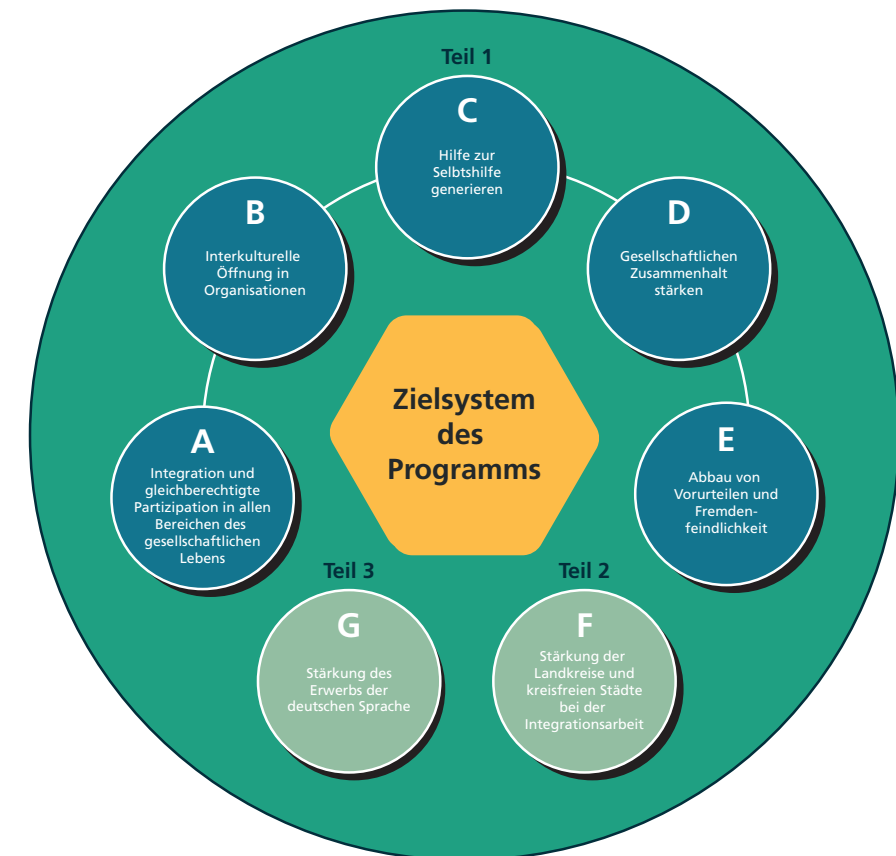 Teil 1
C
Hilfe zur
Selbtshilfe
generieren
B
Interkulturelle
Öffnung in
Organisationen
D
Gesellschaftlichen
Zusammenhalt
stärken
Zielsystem
des
Programms
A
Integration und
gleichberechtigte
Partizipation in allen
Bereichen des
gesellschaftlichen
Lebens
E
Abbau von
Vorurteilen und
Fremden-
feindlichkeit
Teil 3
G
Stärkung des
Erwerbs der
deutschen Sprache
Teil 2
F
Stärkung der
Landkreise und
kreisfreien Städte
bei der
Integrationsarbeit